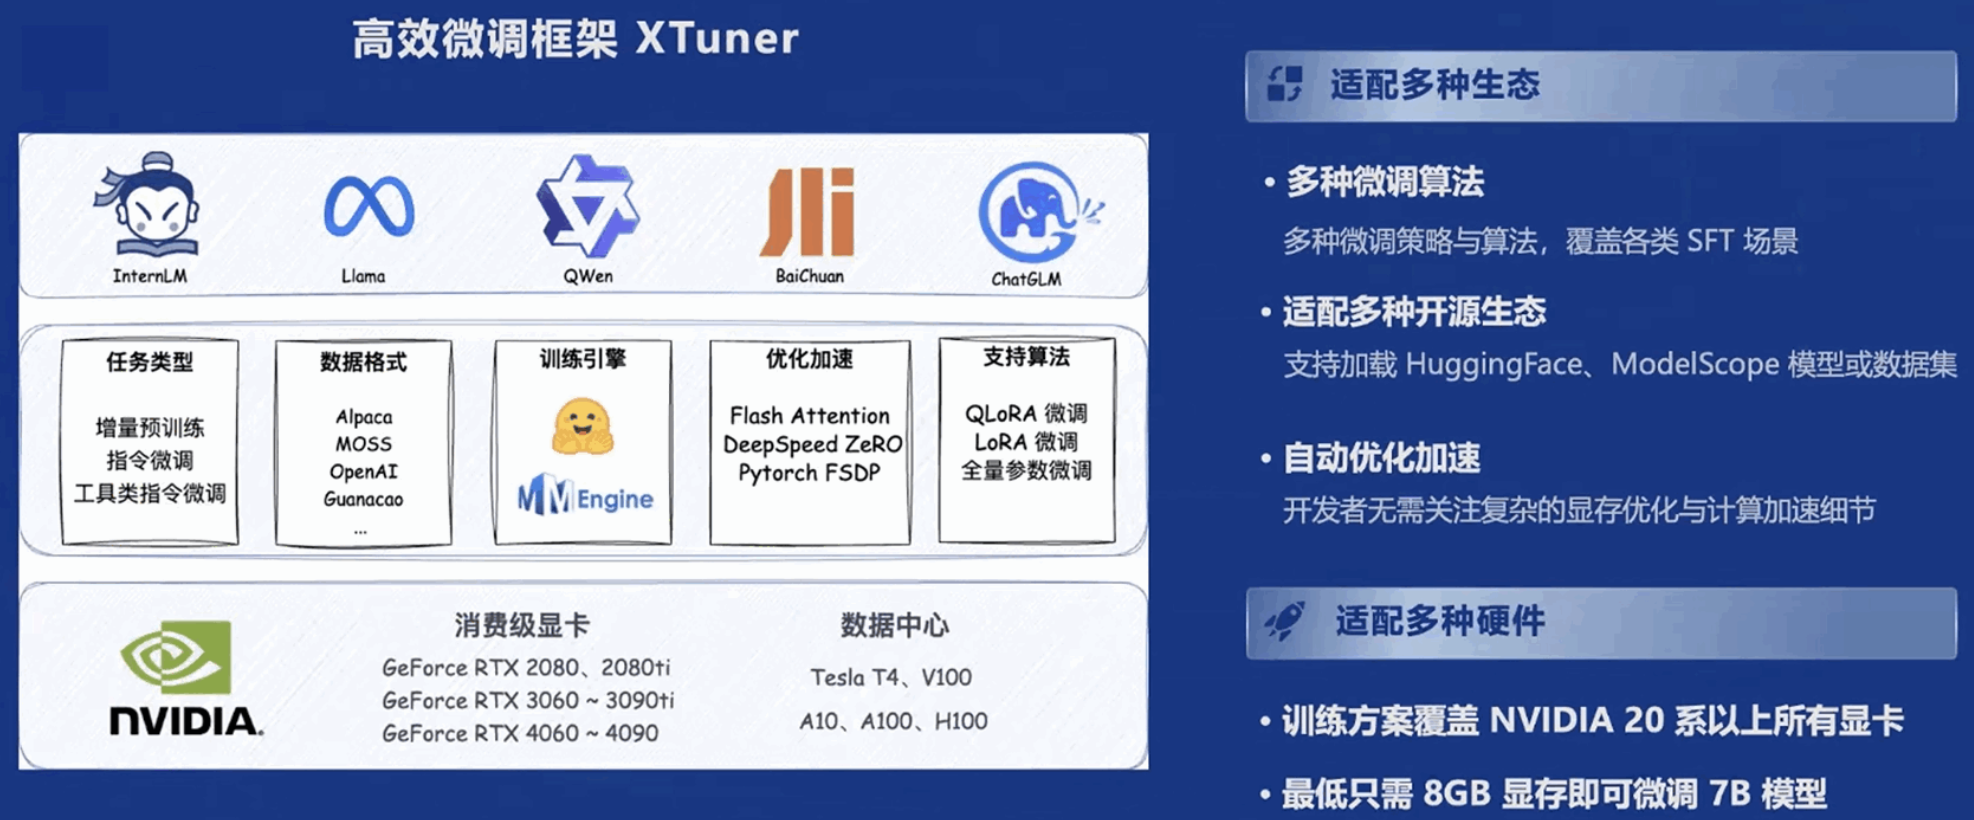 高效微调框架 XTuner
InternLM
Llama
QWen
BaiChuan
ChatGLM
任务类型
增量预训练
指令微调
工具类指令微调
数据格式
Alpaca
MOSS
OpenAI
Guanacao
...
训练引擎
MMEngine
优化加速
Flash Attention
DeepSpeed ZeRO
Pytorch FSDP
支持算法
QLoRA 微调
LoRA 微调
全量参数微调
NVIDIA.
消费级显卡
GeForce RTX 2080、2080ti
GeForce RTX 3060 ~ 3090ti
GeForce RTX 4060 ~ 4090
数据中心
Tesla T4、V100
A10、A100、H100
适配多种生态
• 多种微调算法
多种微调策略与算法，覆盖各类 SFT 场景
• 适配多种开源生态
支持加载 HuggingFace、ModelScope 模型或数据集
• 自动优化加速
开发者无需关注复杂的显存优化与计算加速细节
适配多种硬件
• 训练方案覆盖 NVIDIA 20 系以上所有显卡
• 最低只需 8GB 显存即可微调 7B 模型